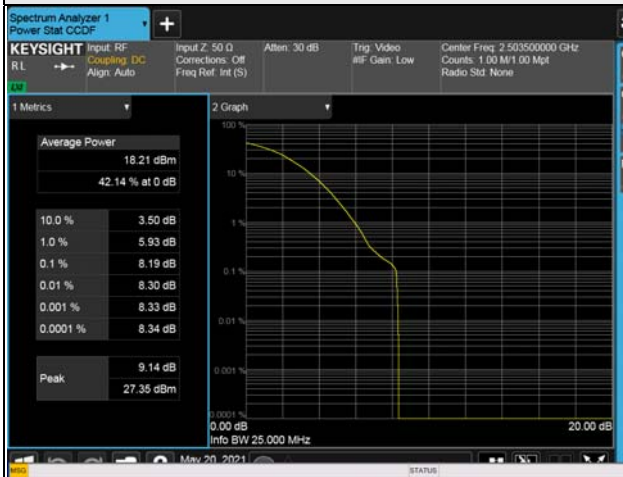 Spectrum Analyzer 1
Power Stat CCDF
+
KEYSIGHT
RL
Input: RF
Coupling: DC
Align: Auto
Input Z: 50 Ω
Corrections: Off
Freq Ref: Int (S)
Atten: 30 dB
Trig: Video
#IF Gain: Low
Center Freq: 2.503500000 GHz
Counts: 1.00 M/1.00 Mpt
Radio Std: None
1 Metrics
Average Power
18.21 dBm
42.14 % at 0 dB
10.0 % 3.50 dB
1.0 % 5.93 dB
0.1 % 8.19 dB
0.01 % 8.30 dB
0.001 % 8.33 dB
0.0001 % 8.34 dB
Peak
9.14 dB
27.35 dBm
2 Graph
100 %
10 %
1 %
0.1 %
0.01 %
0.001 %
0.0001 %
0.00 dB 20.00 dB
Info BW 25.000 MHz
May 20, 2021
MSG STATUS